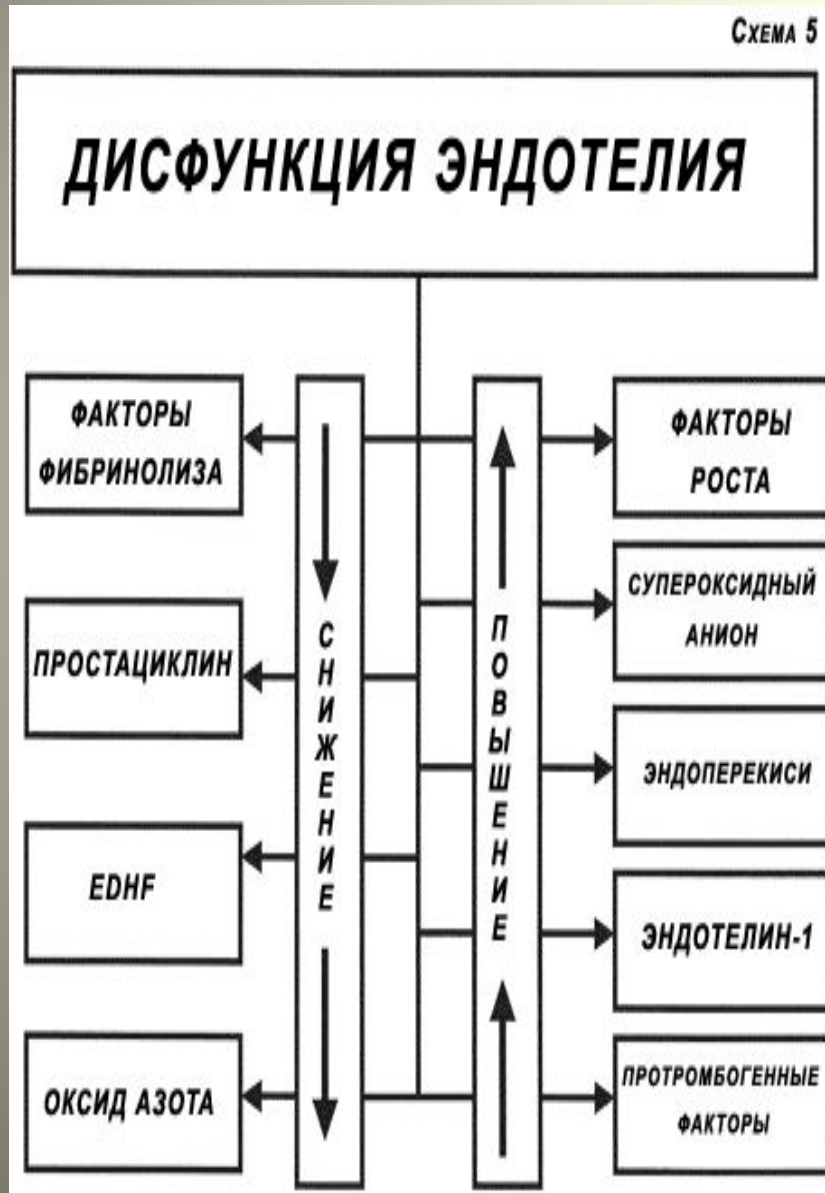 Схема 5
ДИСФУНКЦИЯ ЭНДОТЕЛИЯ
ФАКТОРЫ
ФИБРИНОЛИЗА
ПРОСТАЦИКЛИН
EDHF
ОКСИД АЗОТА
СНИЖЕНИЕ
ПОВЫШЕНИЕ
ФАКТОРЫ
РОСТА
СУПЕРОКСИДНЫЙ
АНИОН
ЭНДОПЕРЕКИСИ
ЭНДОТЕЛИН-1
ПРОТРОМБОГЕННЫЕ
ФАКТОРЫ